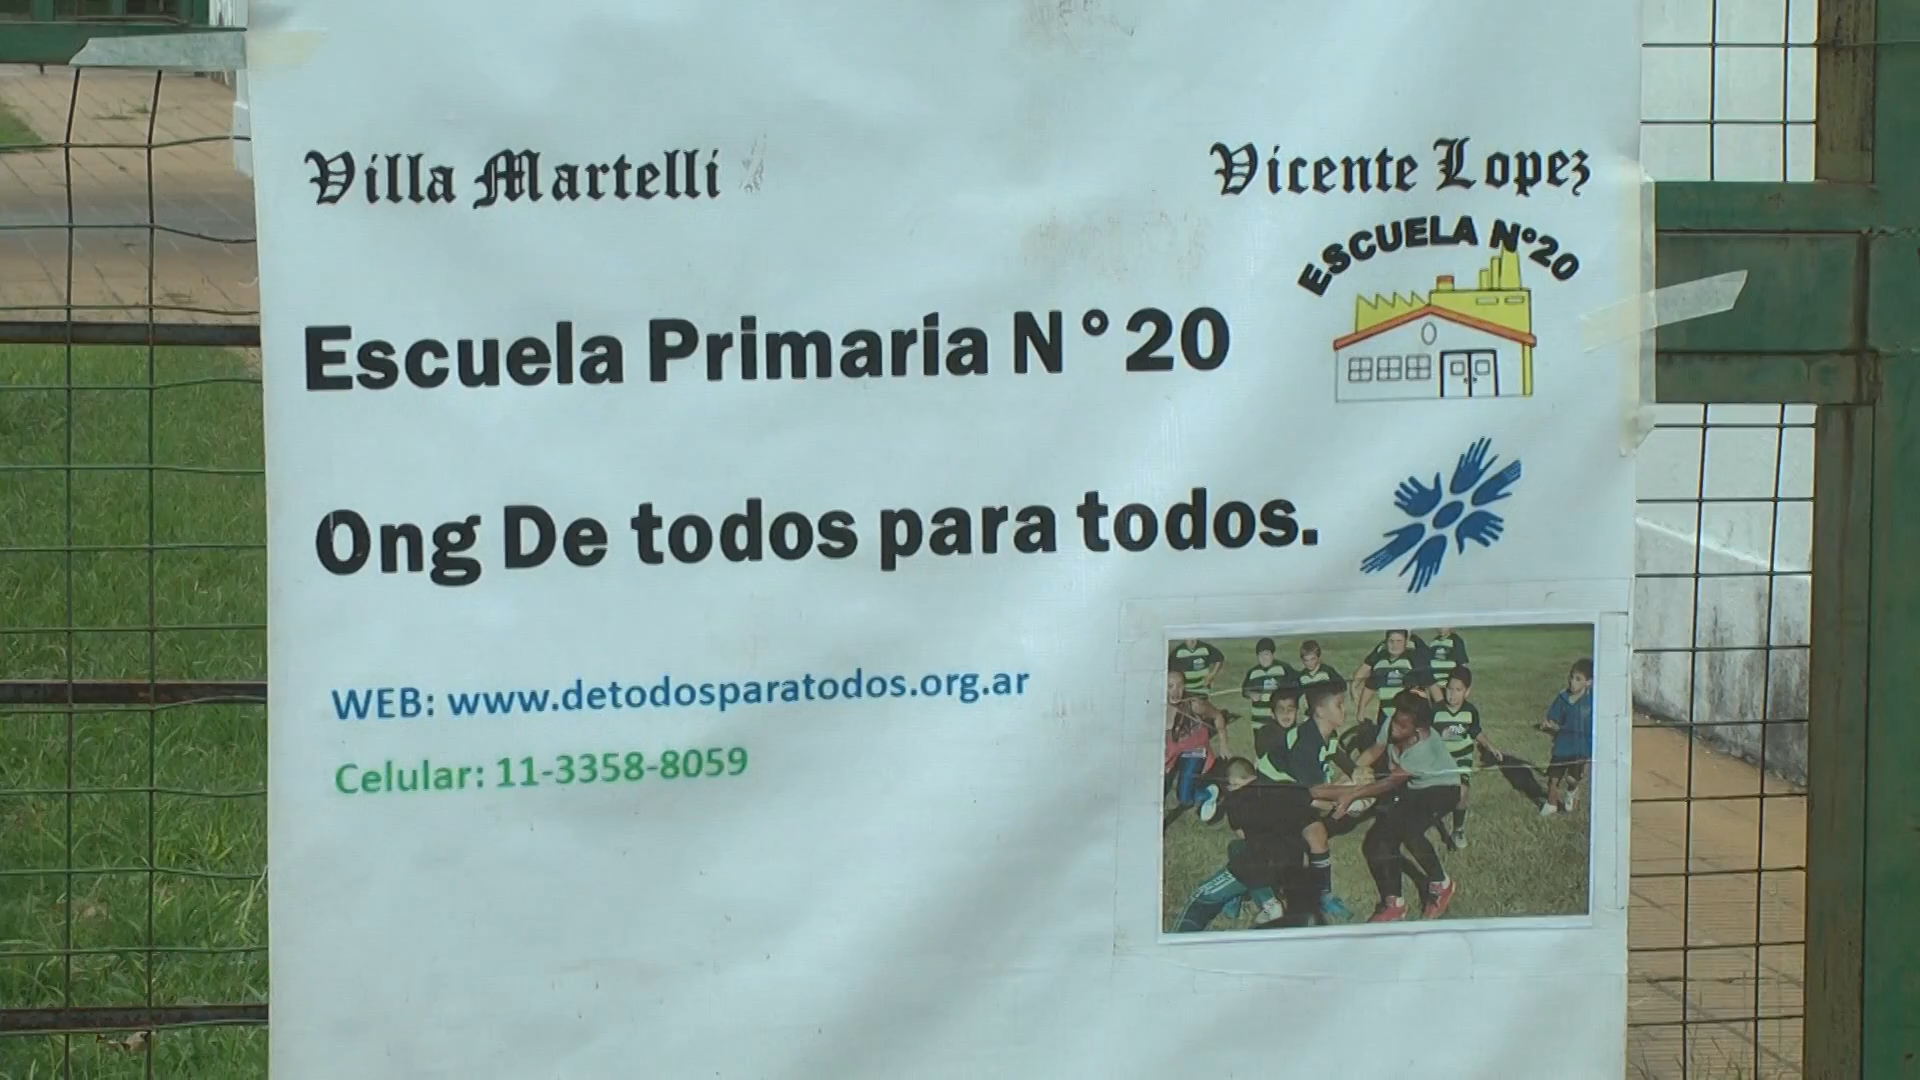 Villa Martelli
Vicente Lopez
ESCUELA N°20
Escuela Primaria N°20
Ong De todos para todos.
WEB: www.detodosparatodos.org.ar
Celular: 11-3358-8059